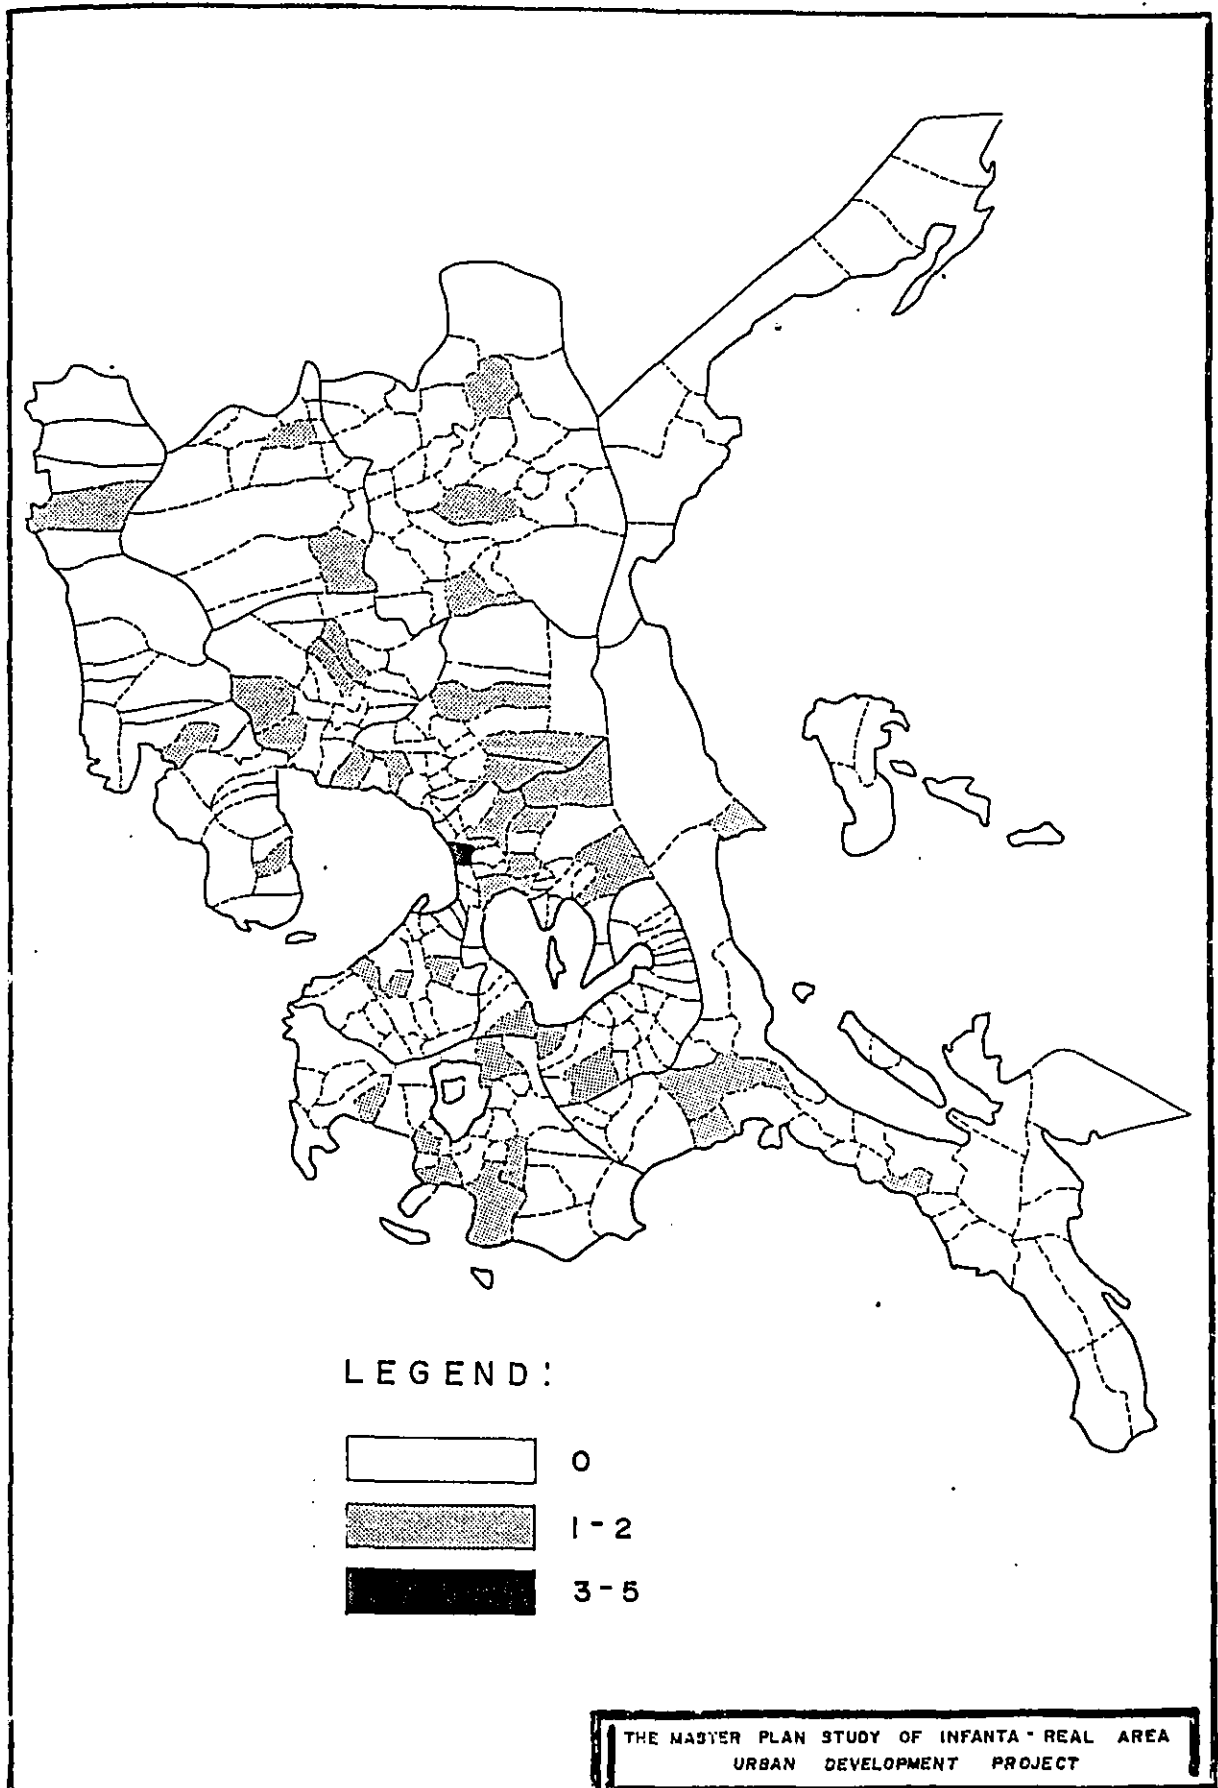 LEGEND:
0
1-2
3-5
THE MASTER PLAN STUDY OF INFANTA - REAL AREA
URBAN DEVELOPMENT PROJECT